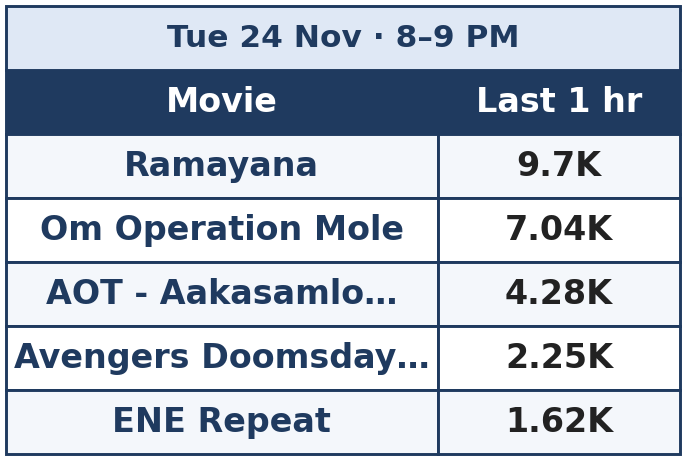 Tue 24 Nov · 8–9 PM
Movie Last 1 hr
Ramayana 9.7K
Om Operation Mole 7.04K
AOT - Aakasamlo... 4.28K
Avengers Doomsday... 2.25K
ENE Repeat 1.62K